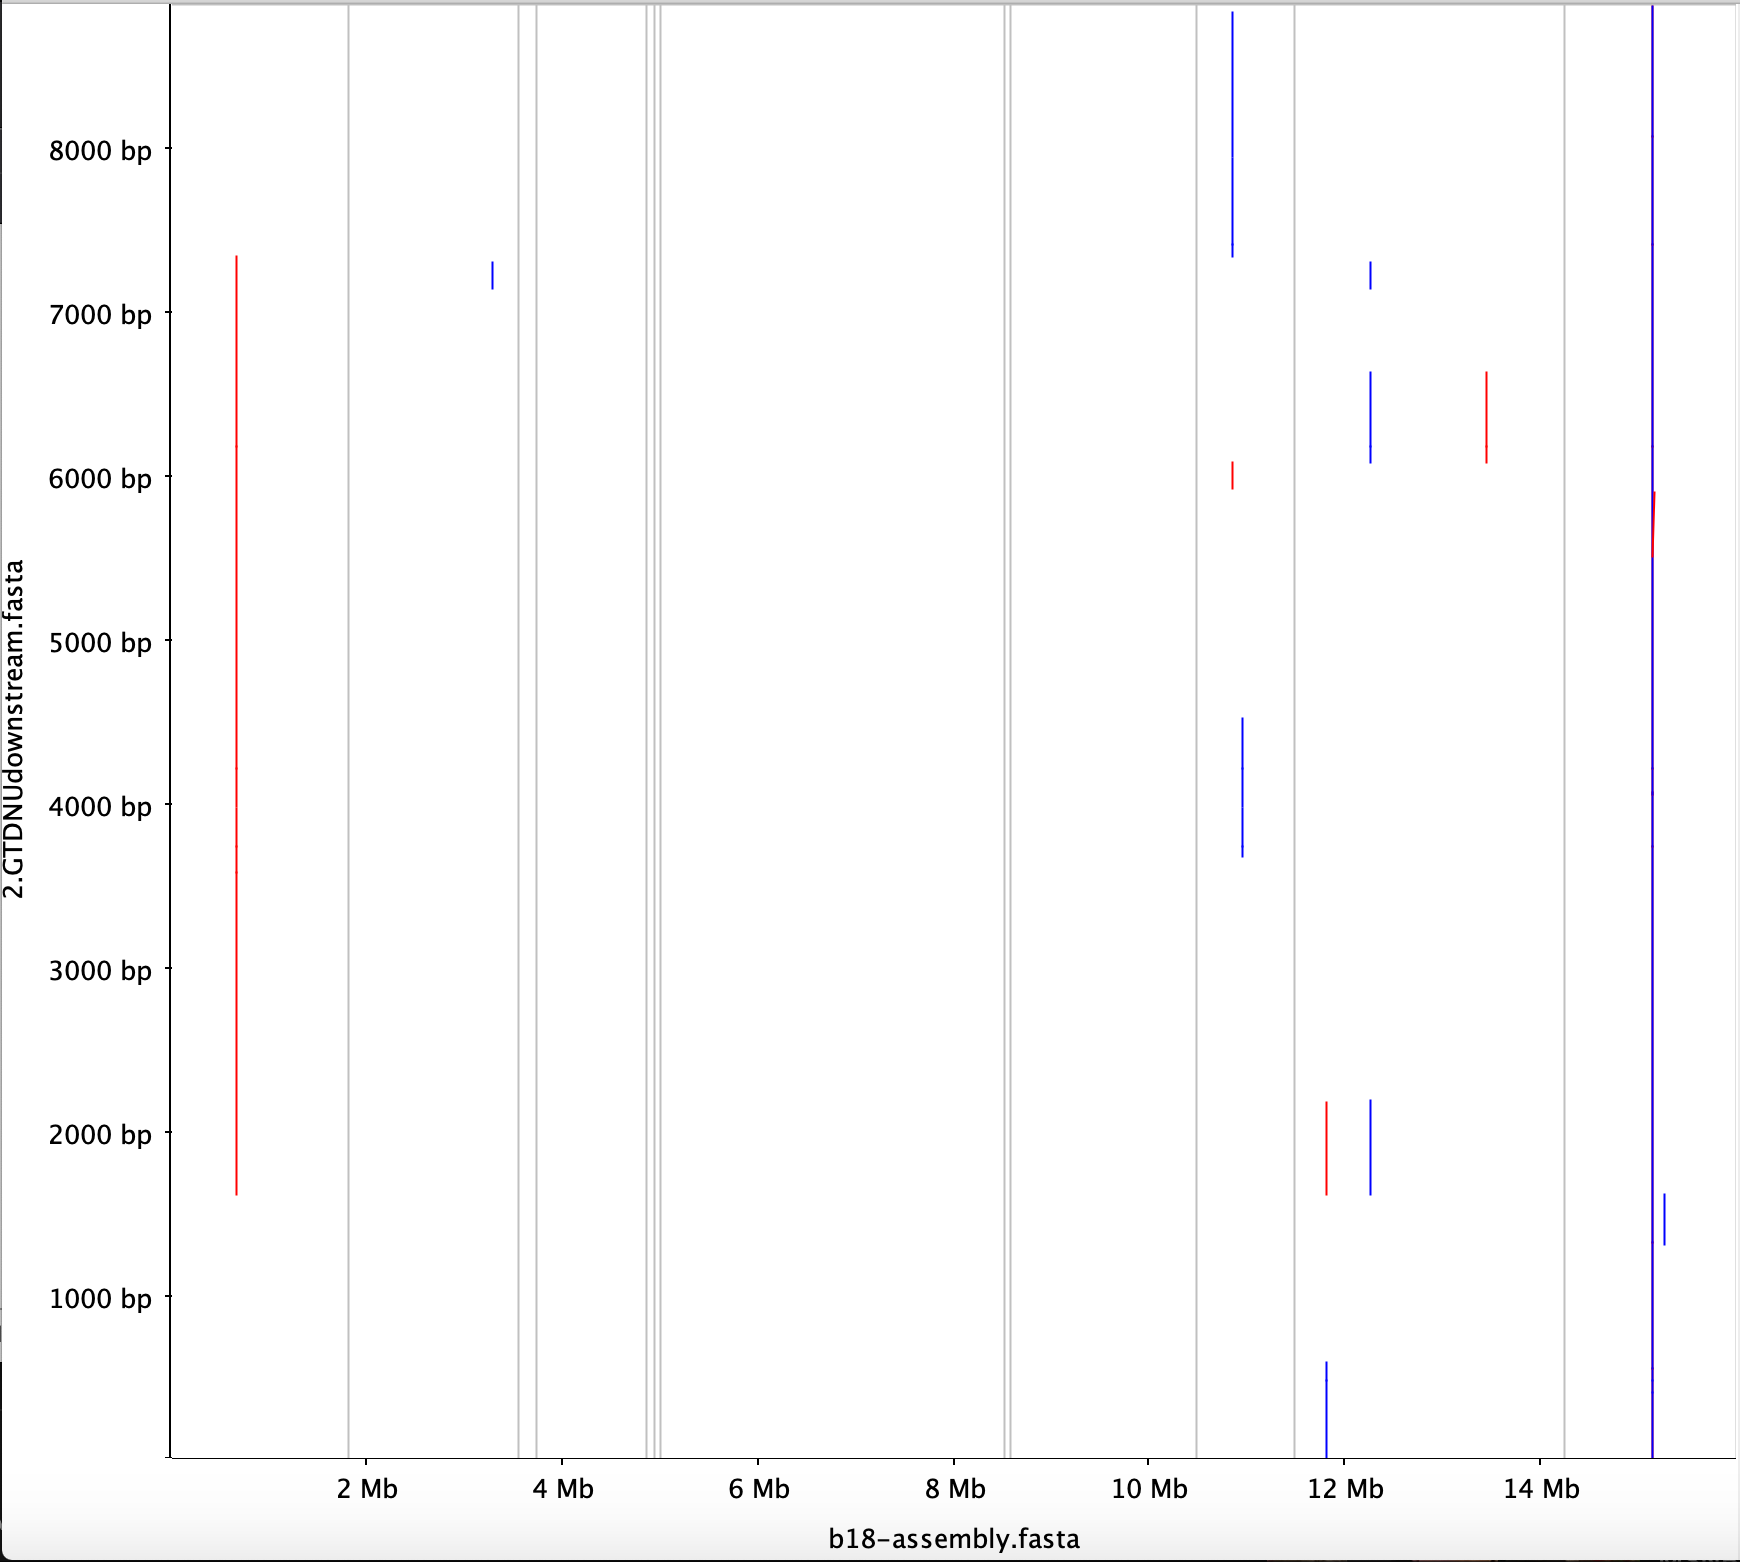 8000 bp
7000 bp
6000 bp
5000 bp
4000 bp
3000 bp
2000 bp
1000 bp
2.GTDNUdownstream.fasta
2 Mb 4 Mb 6 Mb 8 Mb 10 Mb 12 Mb 14 Mb
b18-assembly.fasta